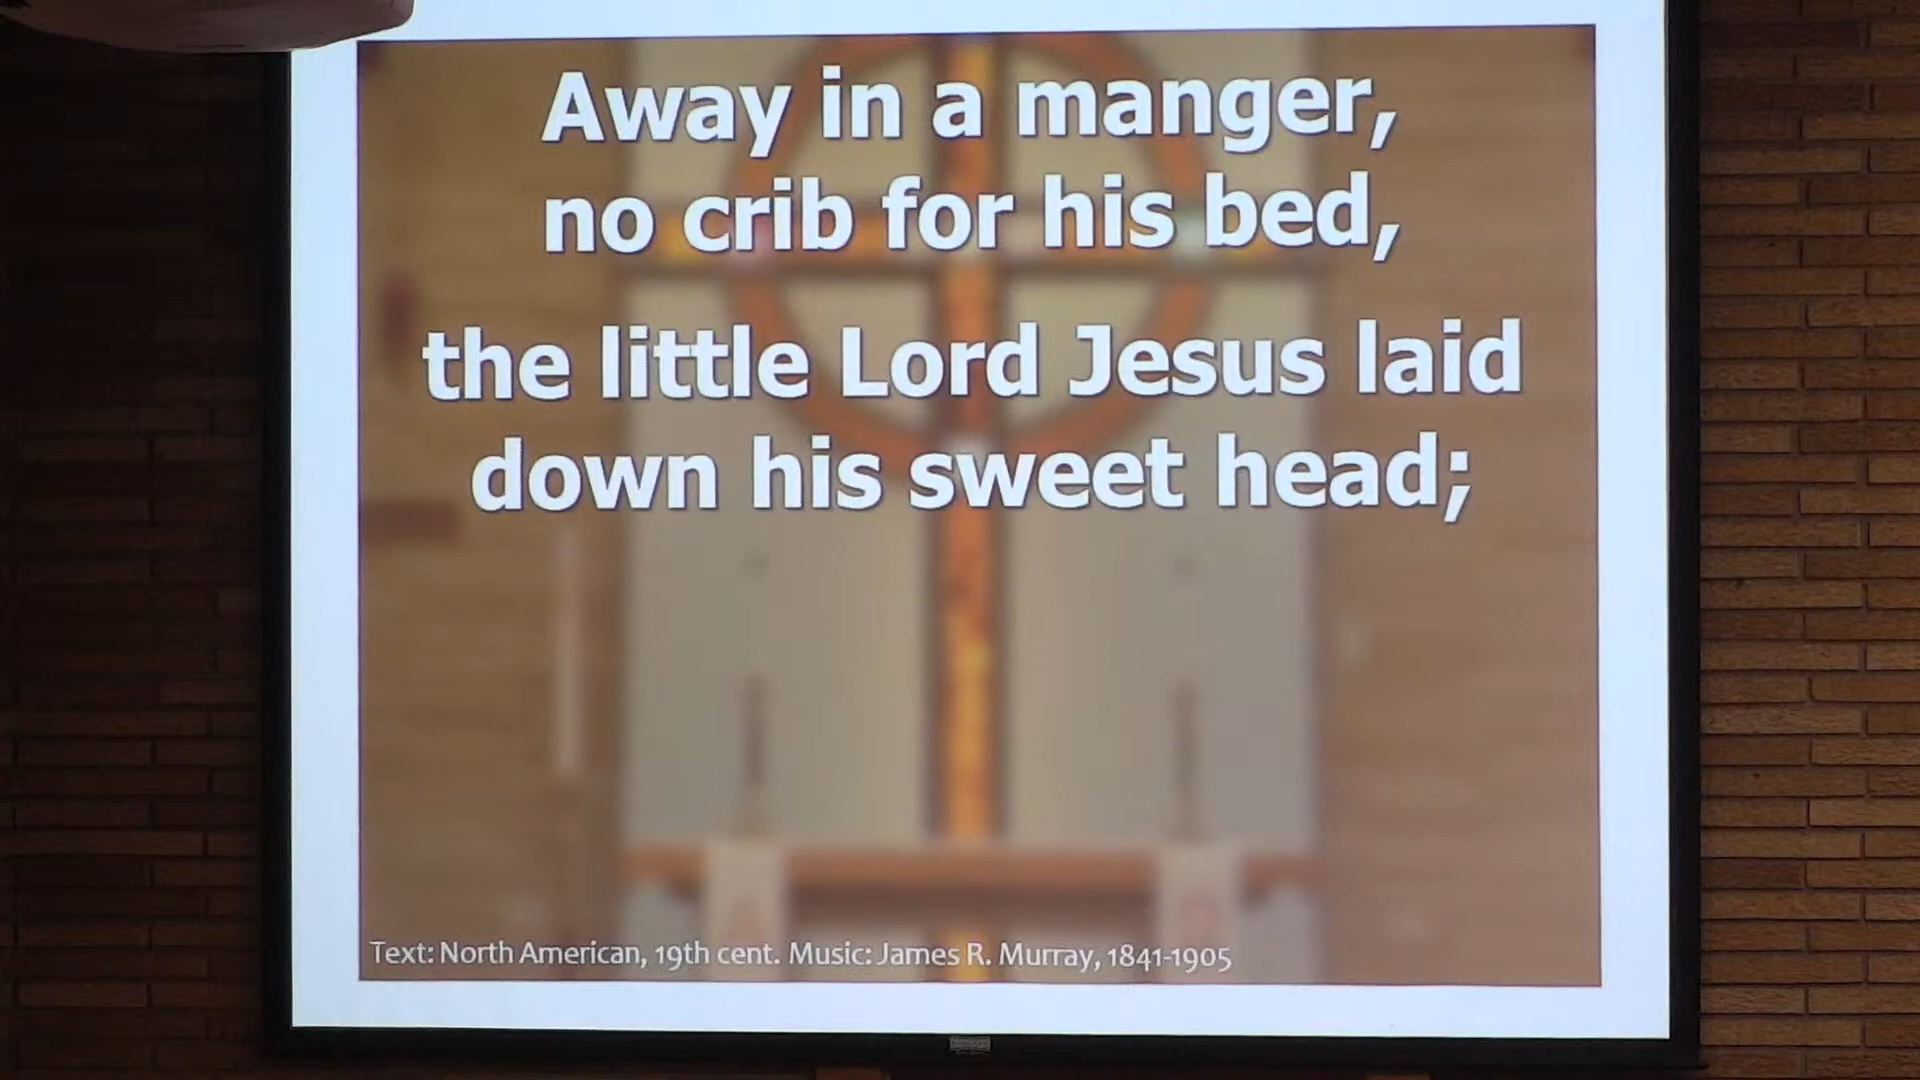 Away in a manger,
no crib for his bed,
the little Lord Jesus laid
down his sweet head;
Text: North American, 19th cent. Music: James R. Murray, 1841-1905